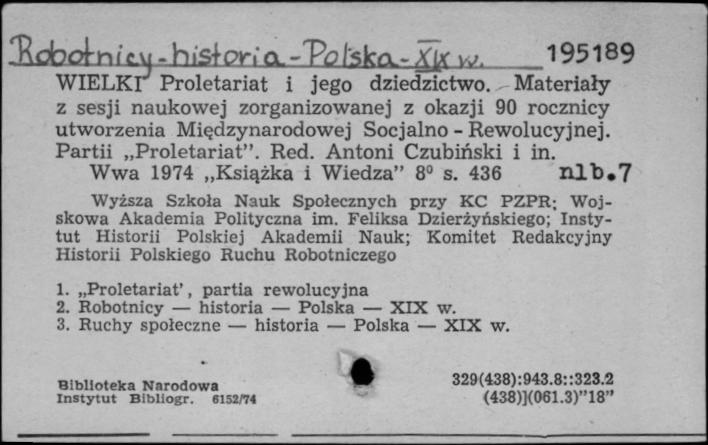 Robotnicy - historia - Polska - XIX w. 195189
WIELKI Proletariat i jego dziedzictwo. - Materiały
z sesji naukowej zorganizowanej z okazji 90 rocznicy
utworzenia Międzynarodowej Socjalno - Rewolucyjnej.
Partii „Proletariat”. Red. Antoni Czubiński i in.
Wwa 1974 „Książka i Wiedza” 8⁰ s. 436 nlb.7
Wyższa Szkoła Nauk Społecznych przy KC PZPR; Woj-
skowa Akademia Polityczna im. Feliksa Dzierżyńskiego; Insty-
tut Historii Polskiej Akademii Nauk; Komitet Redakcyjny
Historii Polskiego Ruchu Robotniczego
1. „Proletariat’, partia rewolucyjna
2. Robotnicy — historia — Polska — XIX w.
3. Ruchy społeczne — historia — Polska — XIX w.
Biblioteka Narodowa 329(438):943.8::323.2
Instytut Bibliogr. 6152/74 (438)](061.3)”18”